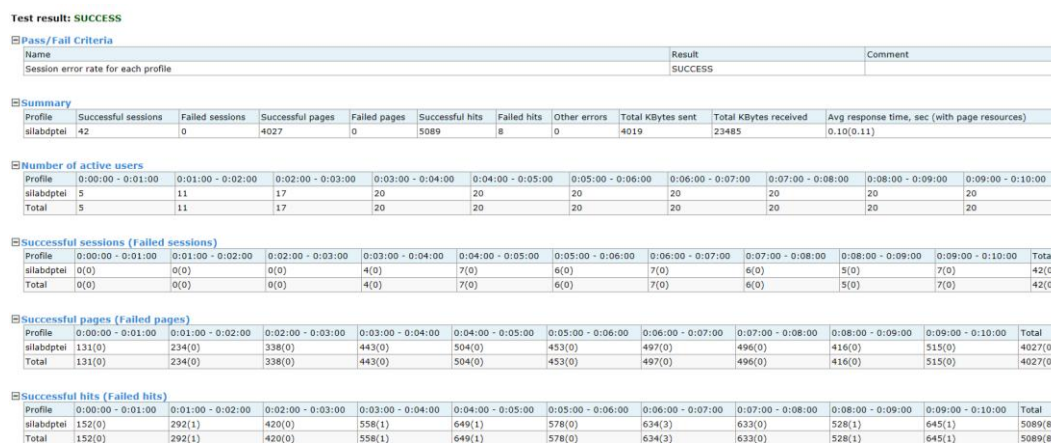 Test result: SUCCESS
Pass/Fail Criteria
Name Result Comment
Session error rate for each profile SUCCESS
Summary
Profile Successful sessions Failed sessions Successful pages Failed pages Successful hits Failed hits Other errors Total KBytes sent Total KBytes received Avg response time, sec (with page resources)
silabdptei 42 0 4027 0 5089 8 0 4019 23485 0.10(0.11)
Number of active users
Profile 0:00:00 - 0:01:00 0:01:00 - 0:02:00 0:02:00 - 0:03:00 0:03:00 - 0:04:00 0:04:00 - 0:05:00 0:05:00 - 0:06:00 0:06:00 - 0:07:00 0:07:00 - 0:08:00 0:08:00 - 0:09:00 0:09:00 - 0:10:00
silabdptei 5 11 17 20 20 20 20 20 20 20
Total 5 11 17 20 20 20 20 20 20 20
Successful sessions (Failed sessions)
Profile 0:00:00 - 0:01:00 0:01:00 - 0:02:00 0:02:00 - 0:03:00 0:03:00 - 0:04:00 0:04:00 - 0:05:00 0:05:00 - 0:06:00 0:06:00 - 0:07:00 0:07:00 - 0:08:00 0:08:00 - 0:09:00 0:09:00 - 0:10:00 Tota
silabdptei 0(0) 0(0) 0(0) 4(0) 7(0) 6(0) 7(0) 6(0) 5(0) 7(0) 42(0
Total 0(0) 0(0) 0(0) 4(0) 7(0) 6(0) 7(0) 6(0) 5(0) 7(0) 42(0
Successful pages (Failed pages)
Profile 0:00:00 - 0:01:00 0:01:00 - 0:02:00 0:02:00 - 0:03:00 0:03:00 - 0:04:00 0:04:00 - 0:05:00 0:05:00 - 0:06:00 0:06:00 - 0:07:00 0:07:00 - 0:08:00 0:08:00 - 0:09:00 0:09:00 - 0:10:00 Total
silabdptei 131(0) 234(0) 338(0) 443(0) 504(0) 453(0) 497(0) 496(0) 416(0) 515(0) 4027(0
Total 131(0) 234(0) 338(0) 443(0) 504(0) 453(0) 497(0) 496(0) 416(0) 515(0) 4027(0
Successful hits (Failed hits)
Profile 0:00:00 - 0:01:00 0:01:00 - 0:02:00 0:02:00 - 0:03:00 0:03:00 - 0:04:00 0:04:00 - 0:05:00 0:05:00 - 0:06:00 0:06:00 - 0:07:00 0:07:00 - 0:08:00 0:08:00 - 0:09:00 0:09:00 - 0:10:00 Total
silabdptei 152(0) 292(1) 420(0) 558(1) 649(1) 578(0) 634(3) 633(0) 528(1) 645(1) 5089(8
Total 152(0) 292(1) 420(0) 558(1) 649(1) 578(0) 634(3) 633(0) 528(1) 645(1) 5089(8